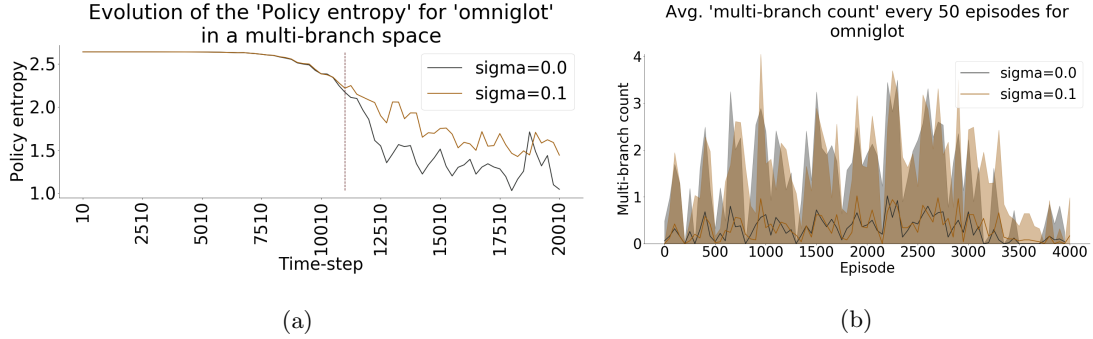 Evolution of the 'Policy entropy' for 'omniglot'
in a multi-branch space
Policy entropy
2.5
2.0
1.5
1.0
sigma=0.0
sigma=0.1
10
2510
5010
7510
10010
12510
15010
17510
20010
Time-step
(a)
Avg. 'multi-branch count' every 50 episodes for
omniglot
Multi-branch count
4
3
2
1
0
sigma=0.0
sigma=0.1
0 500 1000 1500 2000 2500 3000 3500 4000
Episode
(b)